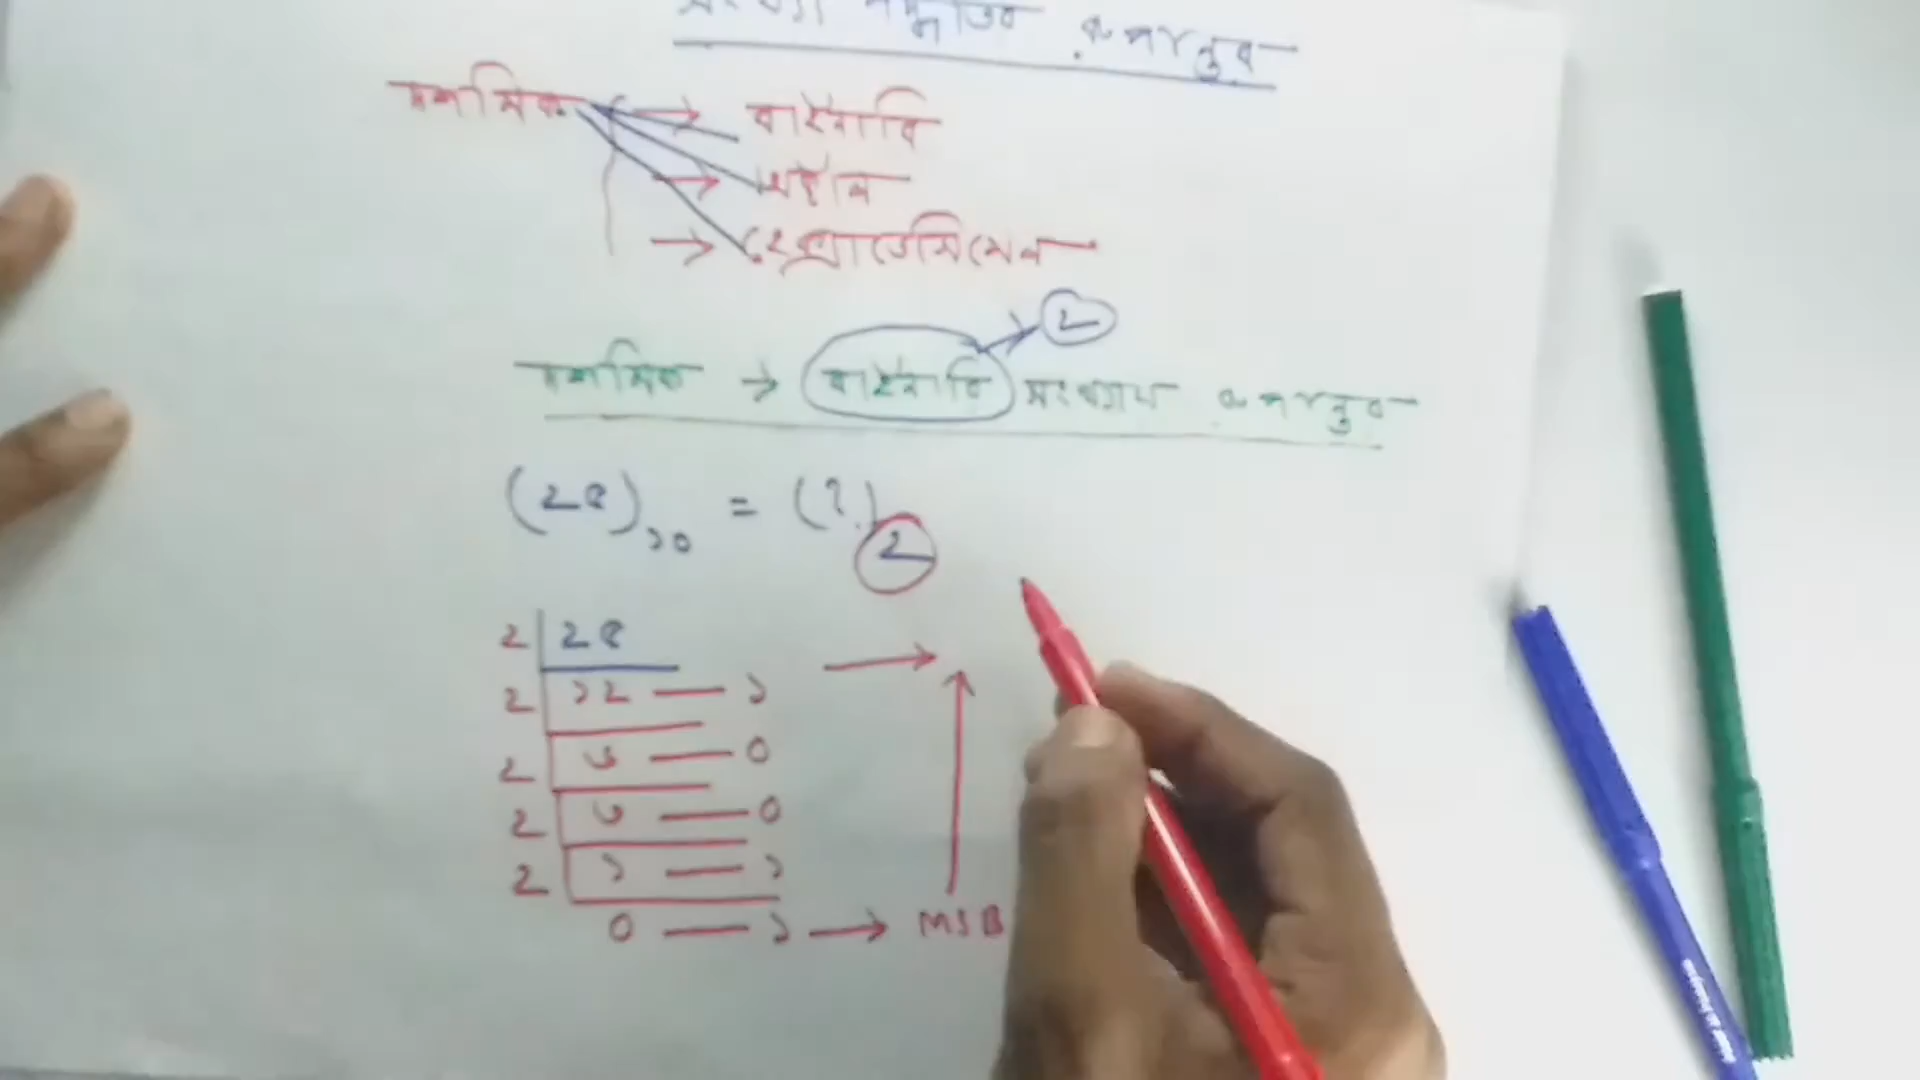 সংখ্যা পদ্ধতির রূপান্তর
দশমিক → বাইনারি
→ অক্টাল
→ হেক্সাডেসিমেল
২
দশমিক → বাইনারি সংখ্যায় রূপান্তর
(২৫)১০ = (?)২
২ ২৫
২ ১২ — ১ →
২ ৬ — ০
২ ৩ — ০
২ ১ — ১
০ — ১ → MSB